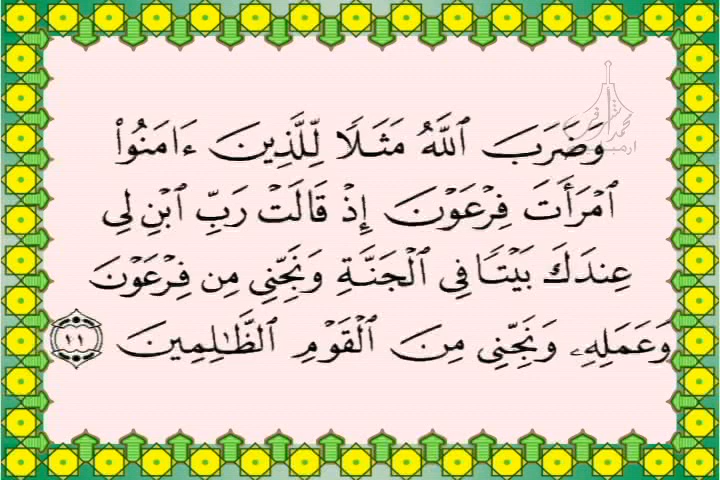 وَضَرَبَ ٱللَّهُ مَثَلًا لِّلَّذِينَ ءَامَنُوا۟
ٱمْرَأَتَ فِرْعَوْنَ إِذْ قَالَتْ رَبِّ ٱبْنِ لِى
عِندَكَ بَيْتًا فِى ٱلْجَنَّةِ وَنَجِّنِى مِن فِرْعَوْنَ
وَعَمَلِهِۦ وَنَجِّنِى مِنَ ٱلْقَوْمِ ٱلظَّٰلِمِينَ ١١